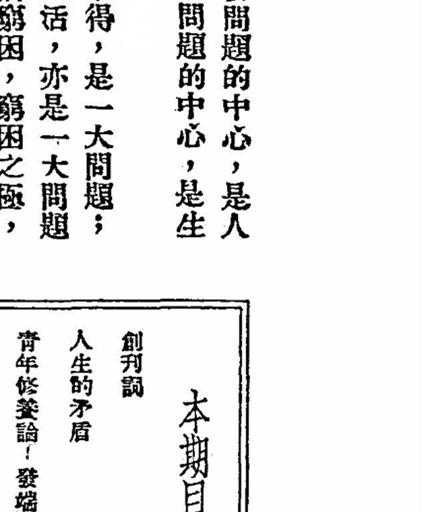 問題的中心，是人
問題的中心，是生
得，是一大問題；
活，亦是一大問題
窮困，窮困之極，
本期目
創刊詞
人生的矛盾
青年修養論！發端